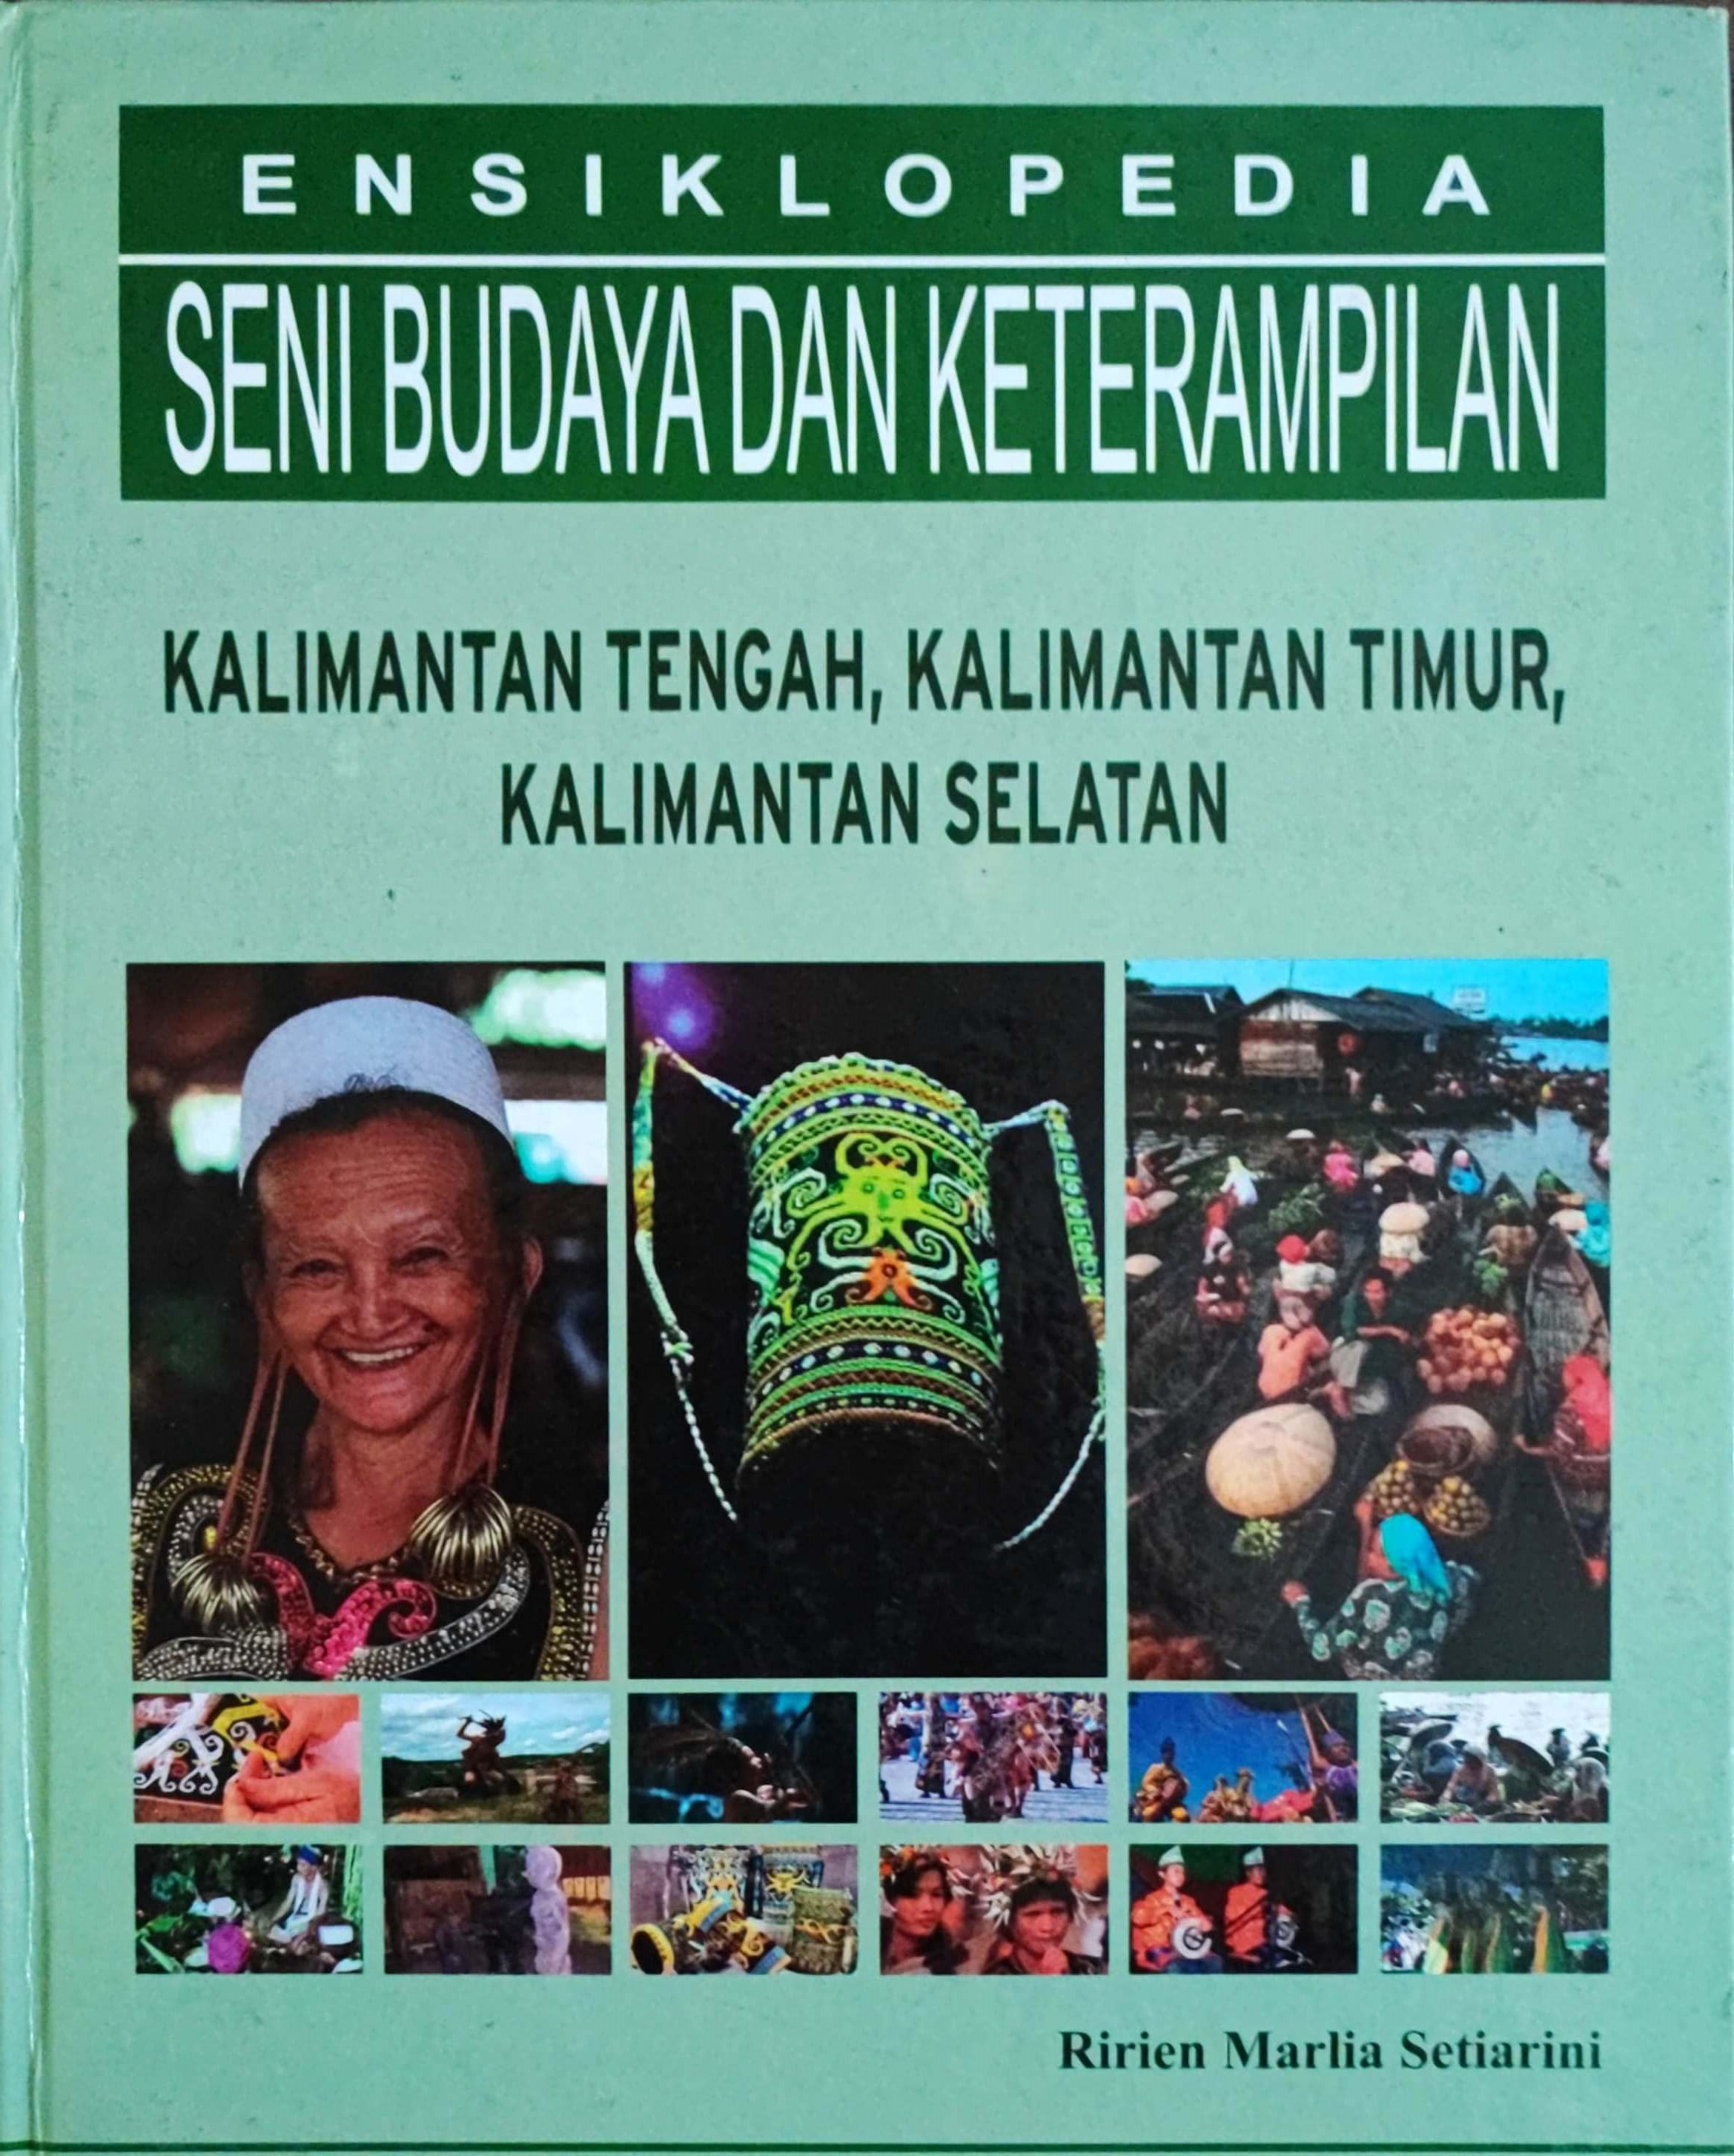 ENSIKLOPEDIA
SENI BUDAYA DAN KETERAMPILAN
KALIMANTAN TENGAH, KALIMANTAN TIMUR,
KALIMANTAN SELATAN
Ririen Marlia Setiarini